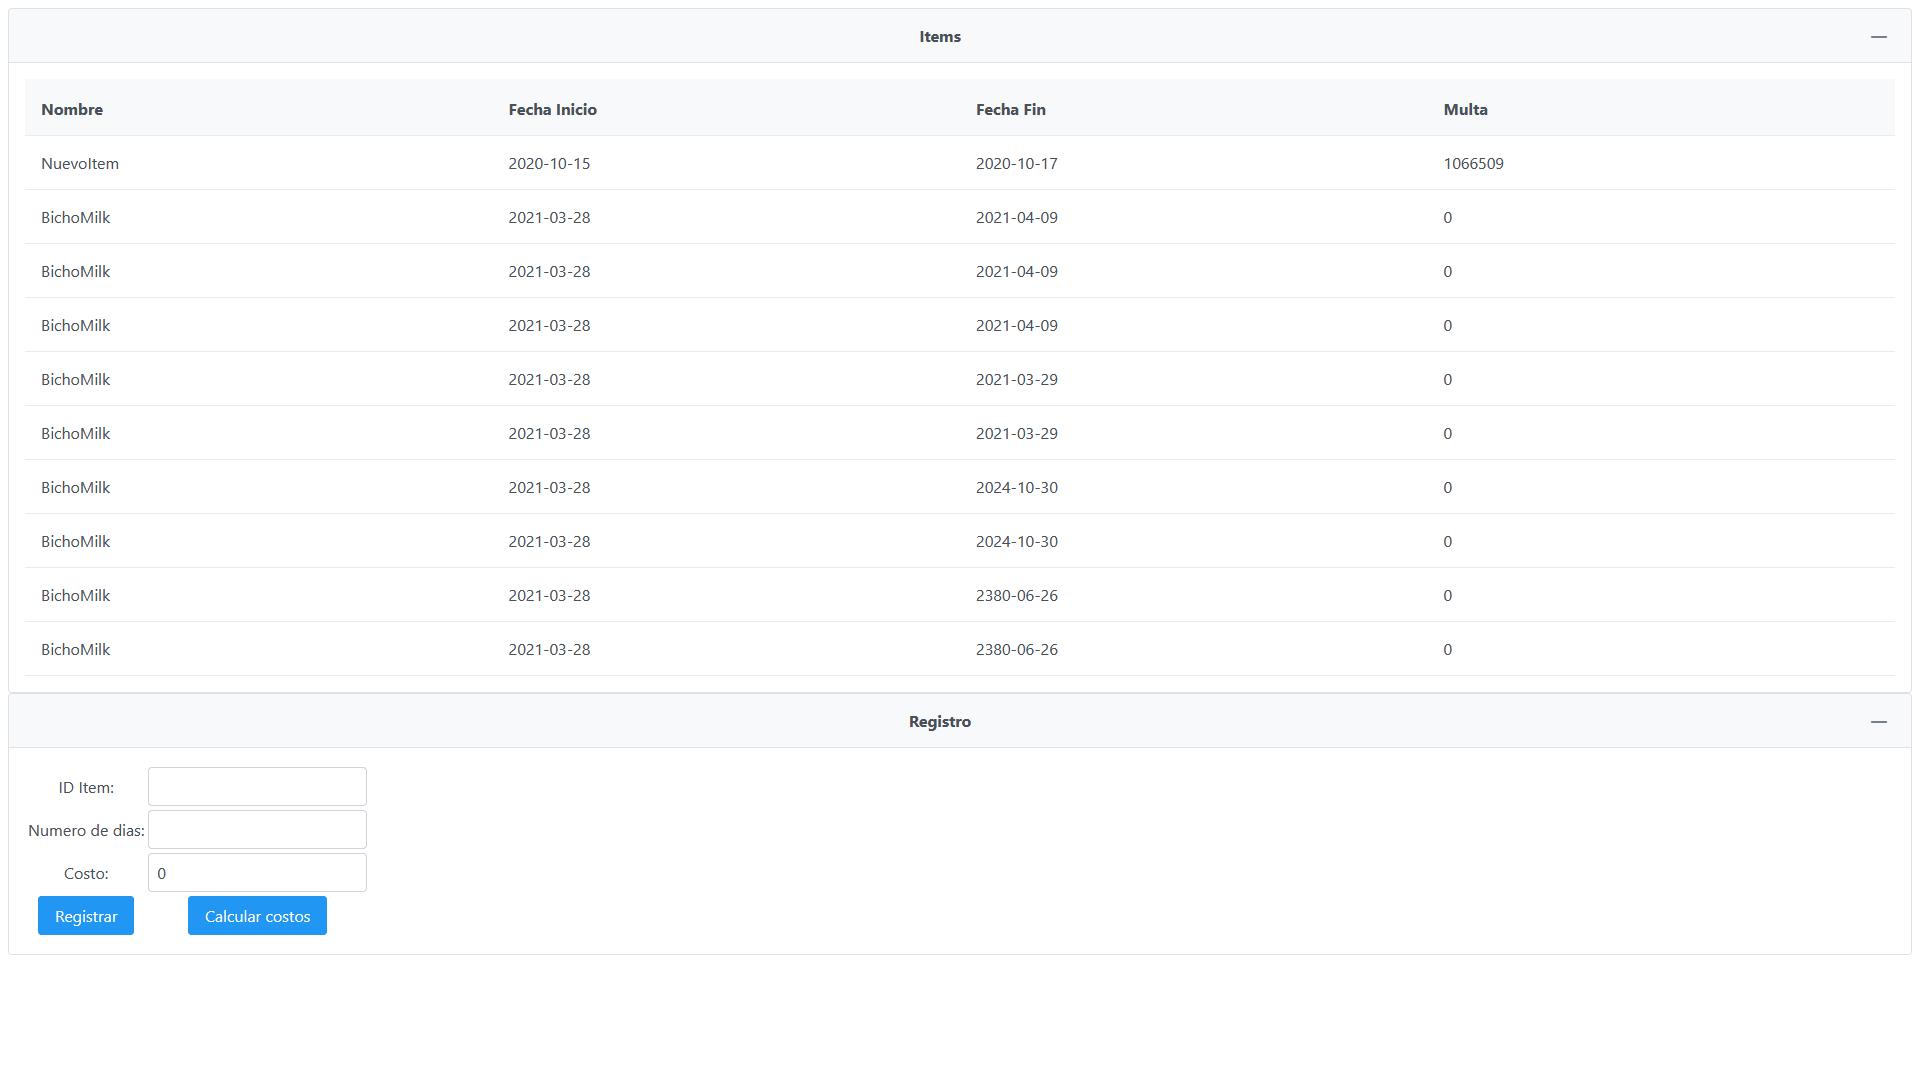 Items
Nombre Fecha Inicio Fecha Fin Multa
NuevoItem 2020-10-15 2020-10-17 1066509
BichoMilk 2021-03-28 2021-04-09 0
BichoMilk 2021-03-28 2021-04-09 0
BichoMilk 2021-03-28 2021-04-09 0
BichoMilk 2021-03-28 2021-03-29 0
BichoMilk 2021-03-28 2021-03-29 0
BichoMilk 2021-03-28 2024-10-30 0
BichoMilk 2021-03-28 2024-10-30 0
BichoMilk 2021-03-28 2380-06-26 0
BichoMilk 2021-03-28 2380-06-26 0
Registro
ID Item:
Numero de dias:
Costo: 0
Registrar Calcular costos